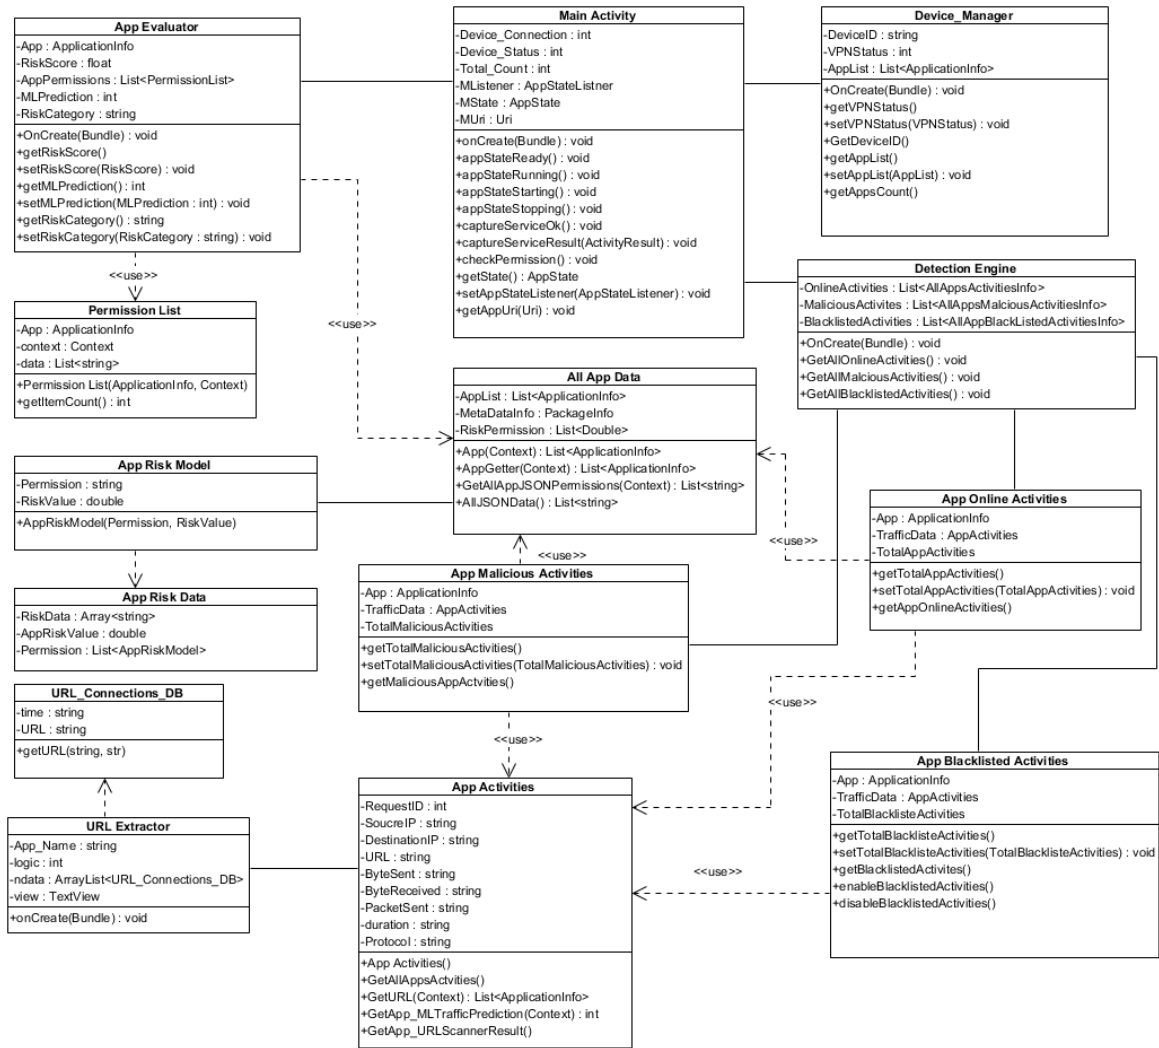 App Evaluator
-App : ApplicationInfo
-RiskScore : float
-AppPermissions : List<PermissionList>
-MLPrediction : int
-RiskCategory : string
+OnCreate(Bundle) : void
+getRiskScore()
+setRiskScore(RiskScore) : void
+getMLPrediction() : int
+setMLPrediction(MLPrediction : int) : void
+getRiskCategory() : string
+setRiskCategory(RiskCategory : string) : void
Main Activity
-Device_Connection : int
-Device_Status : int
-Total_Count : int
-MListener : AppStateListner
-MState : AppState
-MUri : Uri
+onCreate(Bundle) : void
+appStateReady() : void
+appStateRunning() : void
+appStateStarting() : void
+appStateStopping() : void
+captureServiceOk() : void
+captureServiceResult(ActivityResult) : void
+checkPermission() : void
+getState() : AppState
+setAppStateListener(AppStateListener) : void
+getAppUri(Uri) : void
Device_Manager
-DeviceID : string
-VPNStatus : int
-AppList : List<ApplicationInfo>
+OnCreate(Bundle) : void
+getVPNStatus()
+setVPNStatus(VPNStatus) : void
+GetDeviceID()
+getAppList()
+setAppList(AppList) : void
+getAppsCount()
<<use>>
<<use>>
Permission List
-App : ApplicationInfo
-context : Context
-data : List<string>
+Permission List(ApplicationInfo, Context)
+getItemCount() : int
Detection Engine
-OnlineActivities : List<AllAppsActivitiesInfo>
-MaliciousActivites : List<AllAppsMalciousActivitiesInfo>
-BlacklistedActivities : List<AllAppBlackListedActivitiesInfo>
+OnCreate(Bundle) : void
+GetAllOnlineActivities() : void
+GetAllMalciousActivities() : void
+GetAllBlacklistedActivities() : void
All App Data
-AppList : List<ApplicationInfo>
-MetaDataInfo : PackageInfo
-RiskPermission : List<Double>
+App(Context) : List<ApplicationInfo>
+AppGetter(Context) : List<ApplicationInfo>
+GetAllAppJSONPermissions(Context) : List<string>
+AllJSONData() : List<string>
App Risk Model
-Permission : string
-RiskValue : double
+AppRiskModel(Permission, RiskValue)
App Online Activities
-App : ApplicationInfo
-TrafficData : AppActivities
-TotalAppActivities
+getTotalAppActivities()
+setTotalAppActivities(TotalAppActivities) : void
+getAppOnlineActivities()
<<use>>
<<use>>
App Malicious Activities
-App : ApplicationInfo
-TrafficData : AppActivities
-TotalMaliciousActivities
+getTotalMaliciousActivities()
+setTotalMaliciousActivities(TotalMaliciousActivities) : void
+getMaliciousAppActvities()
App Risk Data
-RiskData : Array<string>
-AppRiskValue : double
-Permission : List<AppRiskModel>
URL_Connections_DB
-time : string
-URL : string
+getURL(string, str)
<<use>>
<<use>>
App Blacklisted Activities
-App : ApplicationInfo
-TrafficData : AppActivities
-TotalBlacklisteActivities
+getTotalBlacklisteActivities()
+setTotalBlacklisteActivities(TotalBlacklisteActivities) : void
+getBlacklistedActivites()
+enableBlacklistedActivities()
+disableBlacklistedActivities()
App Activities
-RequestID : int
-SoucreIP : string
-DestinationIP : string
-URL : string
-ByteSent : string
-ByteReceived : string
-PacketSent : string
-duration : string
-Protocol : string
+App Activities()
+GetAllAppsActvities()
+GetURL(Context) : List<ApplicationInfo>
+GetApp_MLTrafficPrediction(Context) : int
+GetApp_URLScannerResult()
<<use>>
URL Extractor
-App_Name : string
-logic : int
-ndata : ArrayList<URL_Connections_DB>
-view : TextView
+onCreate(Bundle) : void